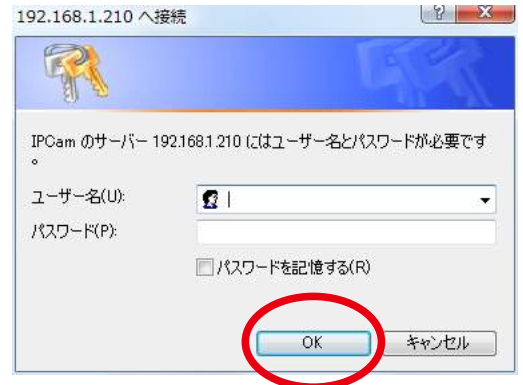 192.168.1.210 へ接続
IPCam のサーバー 192.168.1.210 にはユーザー名とパスワードが必要です
。
ユーザー名(U):
パスワード(P):
パスワードを記憶する(R)
OK
キャンセル